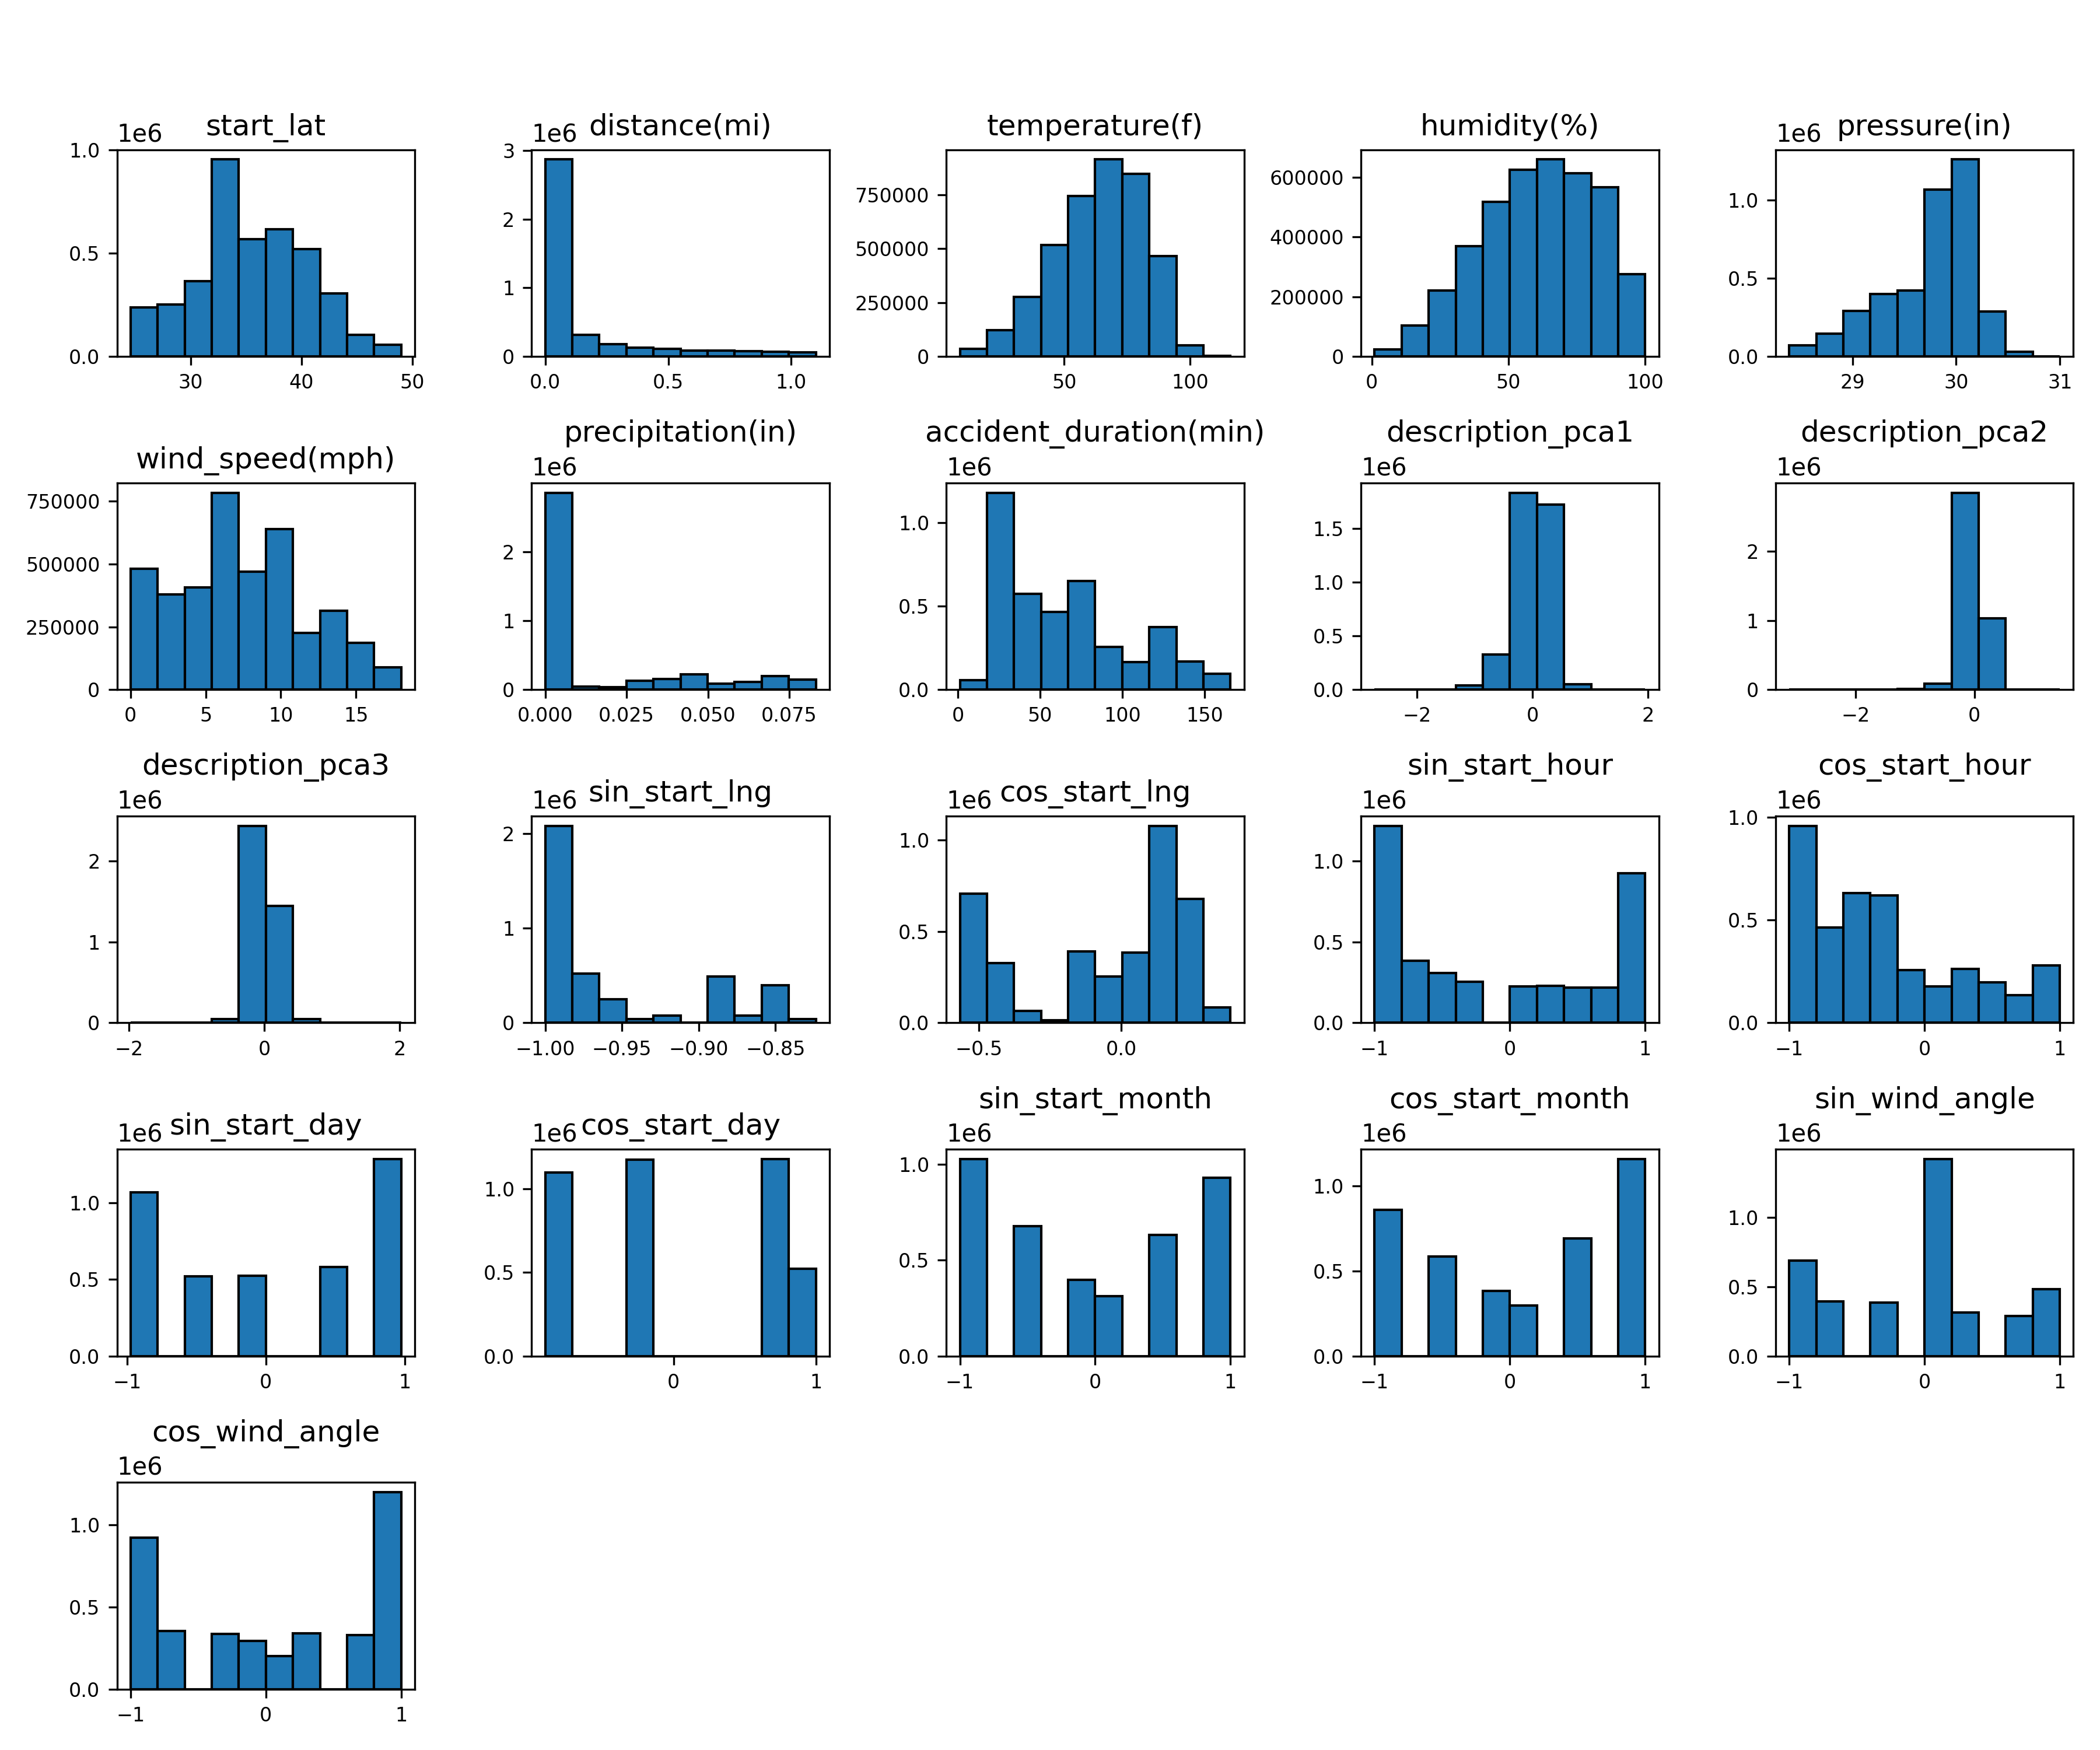 start_lat
1e6
1.0
0.5
0.0
30 40 50
distance(mi)
1e6
3
2
1
0
0.0 0.5 1.0
temperature(f)
750000
500000
250000
0
50 100
humidity(%)
600000
400000
200000
0
0 50 100
pressure(in)
1e6
1.0
0.5
0.0
29 30 31
wind_speed(mph)
750000
500000
250000
0
0 5 10 15
precipitation(in)
1e6
2
1
0
0.000 0.025 0.050 0.075
accident_duration(min)
1e6
1.0
0.5
0.0
0 50 100 150
description_pca1
1e6
1.5
1.0
0.5
0.0
−2 0 2
description_pca2
1e6
2
1
0
−2 0
description_pca3
1e6
2
1
0
−2 0 2
sin_start_lng
1e6
2
1
0
−1.00 −0.95 −0.90 −0.85
cos_start_lng
1e6
1.0
0.5
0.0
−0.5 0.0
sin_start_hour
1e6
1.0
0.5
0.0
−1 0 1
cos_start_hour
1e6
1.0
0.5
0.0
−1 0 1
sin_start_day
1e6
1.0
0.5
0.0
−1 0 1
cos_start_day
1e6
1.0
0.5
0.0
0 1
sin_start_month
1e6
1.0
0.5
0.0
−1 0 1
cos_start_month
1e6
1.0
0.5
0.0
−1 0 1
sin_wind_angle
1e6
1.0
0.5
0.0
−1 0 1
cos_wind_angle
1e6
1.0
0.5
0.0
−1 0 1